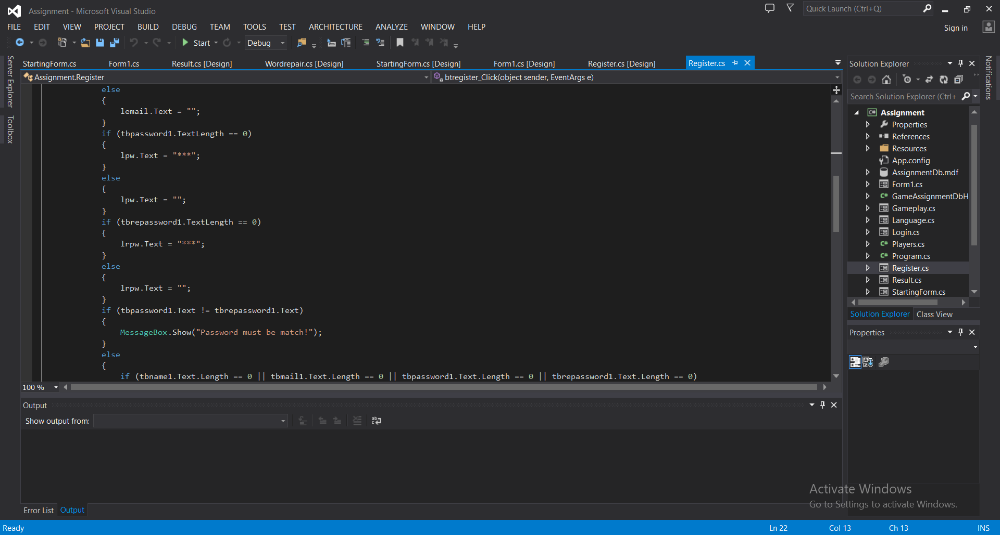 Assignment - Microsoft Visual Studio
Quick Launch (Ctrl+Q)
FILE EDIT VIEW PROJECT BUILD DEBUG TEAM TOOLS TEST ARCHITECTURE ANALYZE WINDOW HELP
Sign in
Start
Debug
Server Explorer
Toolbox
StartingForm.cs Form1.cs Result.cs [Design] Wordrepair.cs [Design] StartingForm.cs [Design] Form1.cs [Design] Register.cs [Design] Register.cs
Assignment.Register
btregister_Click(object sender, EventArgs e)
else
{
lemail.Text = "";
}
if (tbpassword1.TextLength == 0)
{
lpw.Text = "***";
}
else
{
lpw.Text = "";
}
if (tbrepassword1.TextLength == 0)
{
lrpw.Text = "***";
}
else
{
lrpw.Text = "";
}
if (tbpassword1.Text != tbrepassword1.Text)
{
MessageBox.Show("Password must be match!");
}
else
{
if (tbname1.Text.Length == 0 || tbmail1.Text.Length == 0 || tbpassword1.Text.Length == 0 || tbrepassword1.Text.Length == 0)
100 %
Output
Show output from:
Error List Output
Solution Explorer
Search Solution Explorer (Ctrl+
C# Assignment
Properties
References
Resources
App.config
AssignmentDb.mdf
Form1.cs
C# GameAssignmentDbH
Gameplay.cs
Language.cs
Login.cs
C# Players.cs
C# Program.cs
Register.cs
Result.cs
StartingForm.cs
Solution Explorer Class View
Properties
Notifications
Activate Windows
Go to Settings to activate Windows.
Ready
Ln 22 Col 13 Ch 13 INS